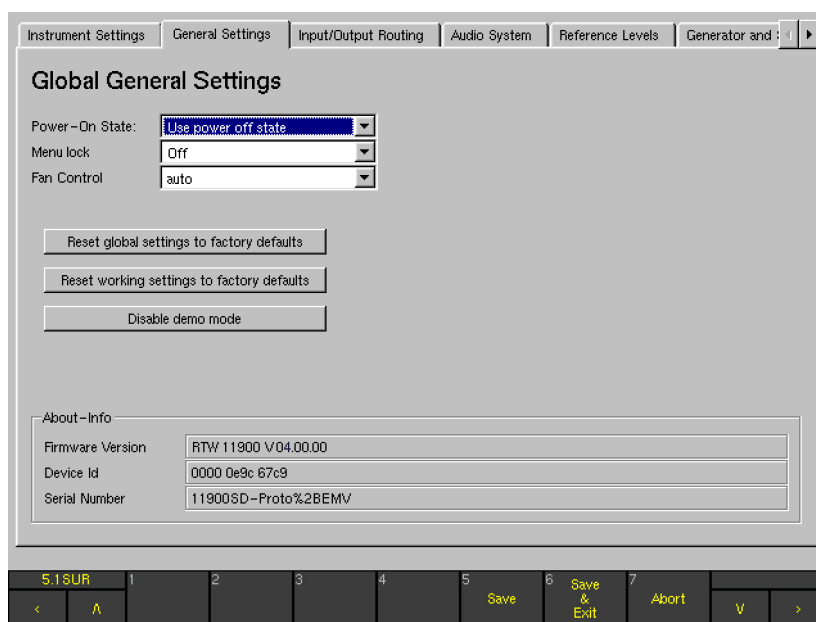 Instrument Settings General Settings Input/Output Routing Audio System Reference Levels Generator and
Global General Settings
Power-On State: Use power off state
Menu lock Off
Fan Control auto
Reset global settings to factory defaults
Reset working settings to factory defaults
Disable demo mode
About-Info
Firmware Version RTW 11900 V04.00.00
Device Id 0000 0e9c 67c9
Serial Number 11900SD-Proto%2BEMV
5.1SUR 1 2 3 4 5 Save 6 Save & Exit 7 Abort
< Λ V >